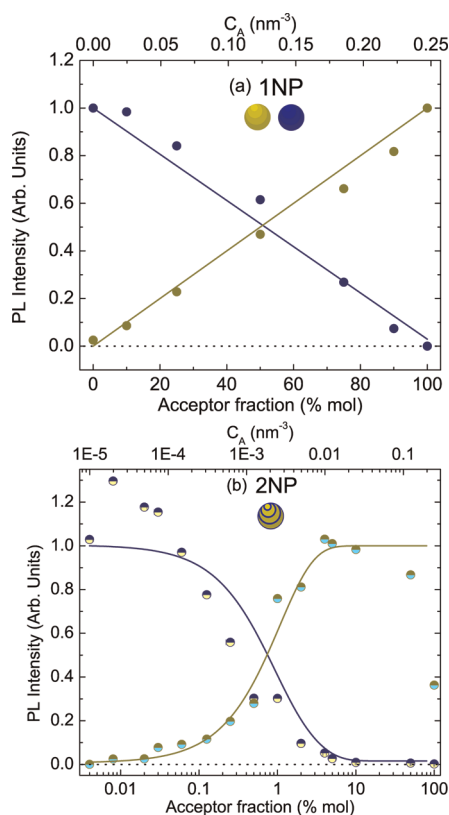 C_A (nm⁻³)
0.00 0.05 0.10 0.15 0.20 0.25
(a) 1NP
1.2
1.0
0.8
0.6
0.4
0.2
0.0
PL Intensity (Arb. Units)
0 20 40 60 80 100
Acceptor fraction (% mol)
C_A (nm⁻³)
1E-5 1E-4 1E-3 0.01 0.1
(b) 2NP
1.2
1.0
0.8
0.6
0.4
0.2
0.0
PL Intensity (Arb. Units)
0.01 0.1 1 10 100
Acceptor fraction (% mol)